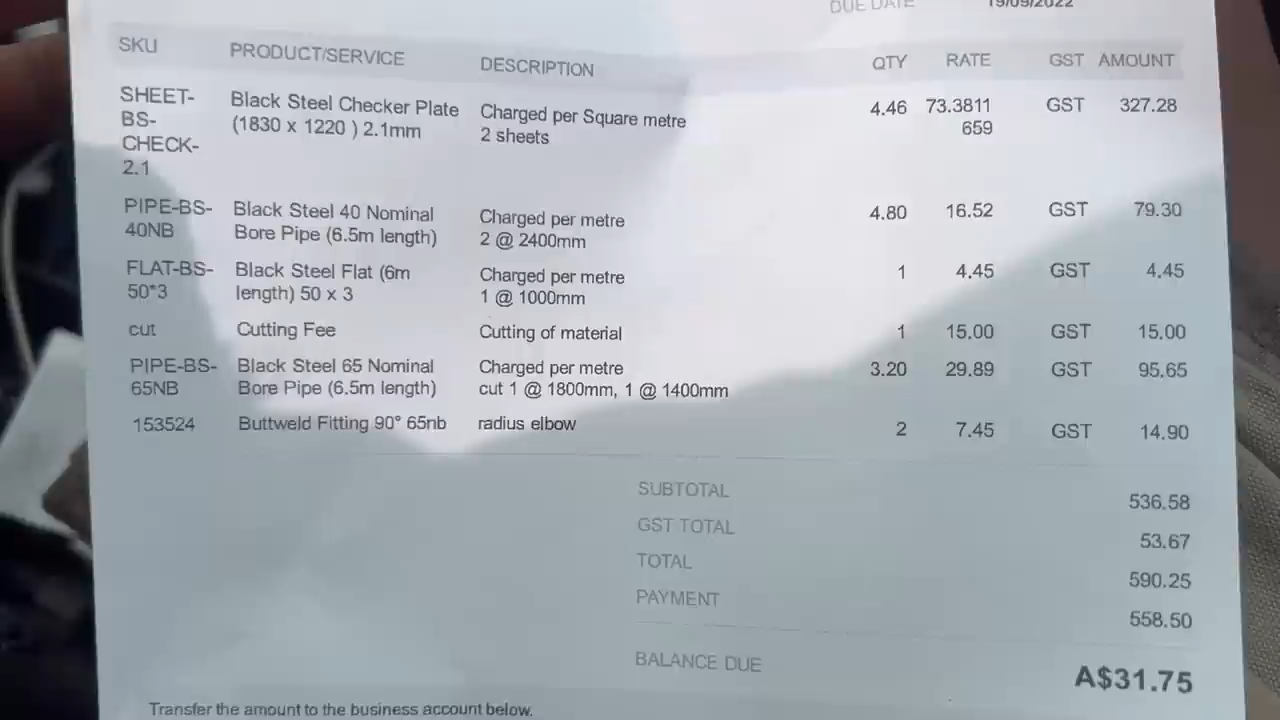 DUE DATE 19/09/2022
SKU PRODUCT/SERVICE DESCRIPTION QTY RATE GST AMOUNT
SHEET- Black Steel Checker Plate Charged per Square metre 4.46 73.3811 GST 327.28
BS- (1830 x 1220 ) 2.1mm 2 sheets 659
CHECK-
2.1
PIPE-BS- Black Steel 40 Nominal Charged per metre 4.80 16.52 GST 79.30
40NB Bore Pipe (6.5m length) 2 @ 2400mm
FLAT-BS- Black Steel Flat (6m Charged per metre 1 4.45 GST 4.45
50*3 length) 50 x 3 1 @ 1000mm
cut Cutting Fee Cutting of material 1 15.00 GST 15.00
PIPE-BS- Black Steel 65 Nominal Charged per metre 3.20 29.89 GST 95.65
65NB Bore Pipe (6.5m length) cut 1 @ 1800mm, 1 @ 1400mm
153524 Buttweld Fitting 90° 65nb radius elbow 2 7.45 GST 14.90
SUBTOTAL 536.58
GST TOTAL 53.67
TOTAL 590.25
PAYMENT 558.50
BALANCE DUE A$31.75
Transfer the amount to the business account below.